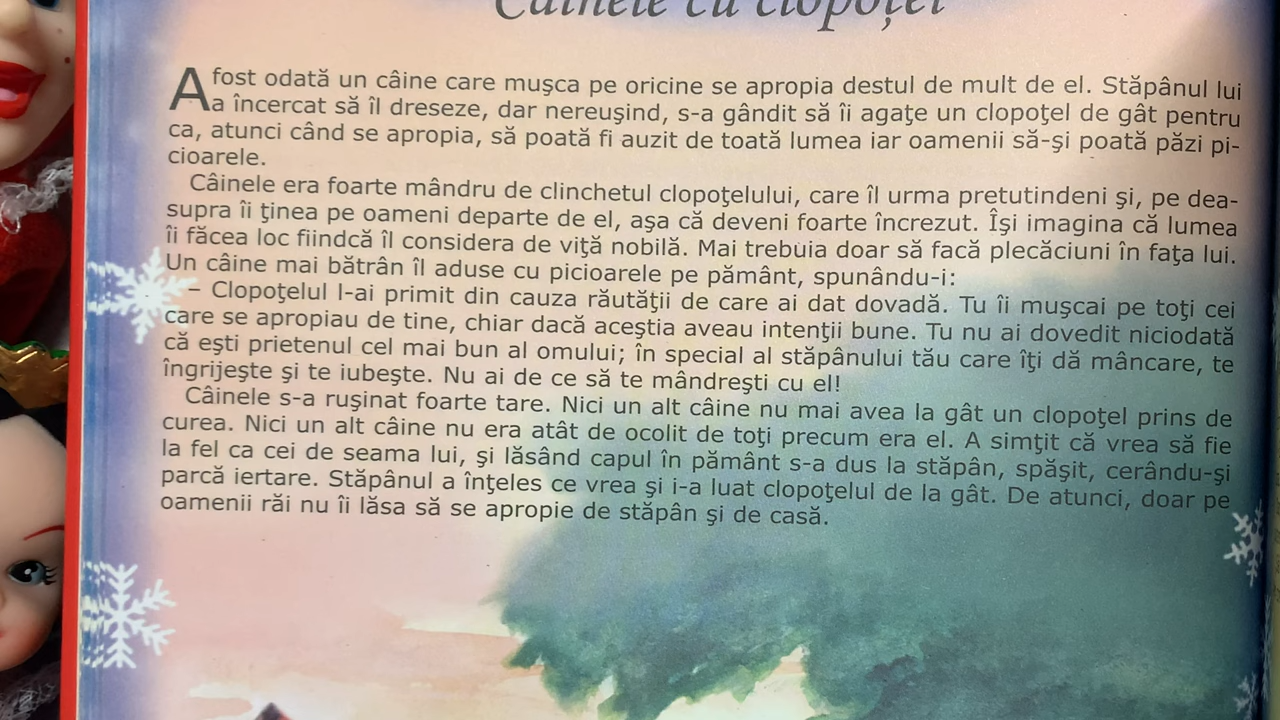 Câinele cu clopoţel
A fost odată un câine care muşca pe oricine se apropia destul de mult de el. Stăpânul lui
a încercat să îl dreseze, dar nereuşind, s-a gândit să îi agaţe un clopoţel de gât pentru
ca, atunci când se apropia, să poată fi auzit de toată lumea iar oamenii să-şi poată păzi pi-
cioarele.
Câinele era foarte mândru de clinchetul clopoţelului, care îl urma pretutindeni şi, pe dea-
supra îi ţinea pe oameni departe de el, aşa că deveni foarte încrezut. Îşi imagina că lumea
îi făcea loc fiindcă îl considera de viţă nobilă. Mai trebuia doar să facă plecăciuni în faţa lui.
Un câine mai bătrân îl aduse cu picioarele pe pământ, spunându-i:
– Clopoţelul l-ai primit din cauza răutăţii de care ai dat dovadă. Tu îi muşcai pe toţi cei
care se apropiau de tine, chiar dacă aceştia aveau intenţii bune. Tu nu ai dovedit niciodată
că eşti prietenul cel mai bun al omului; în special al stăpânului tău care îţi dă mâncare, te
îngrijeşte şi te iubeşte. Nu ai de ce să te mândreşti cu el!
Câinele s-a ruşinat foarte tare. Nici un alt câine nu mai avea la gât un clopoţel prins de
curea. Nici un alt câine nu era atât de ocolit de toţi precum era el. A simţit că vrea să fie
la fel ca cei de seama lui, şi lăsând capul în pământ s-a dus la stăpân, spăşit, cerându-şi
parcă iertare. Stăpânul a înţeles ce vrea şi i-a luat clopoţelul de la gât. De atunci, doar pe
oamenii răi nu îi lăsa să se apropie de stăpân şi de casă.